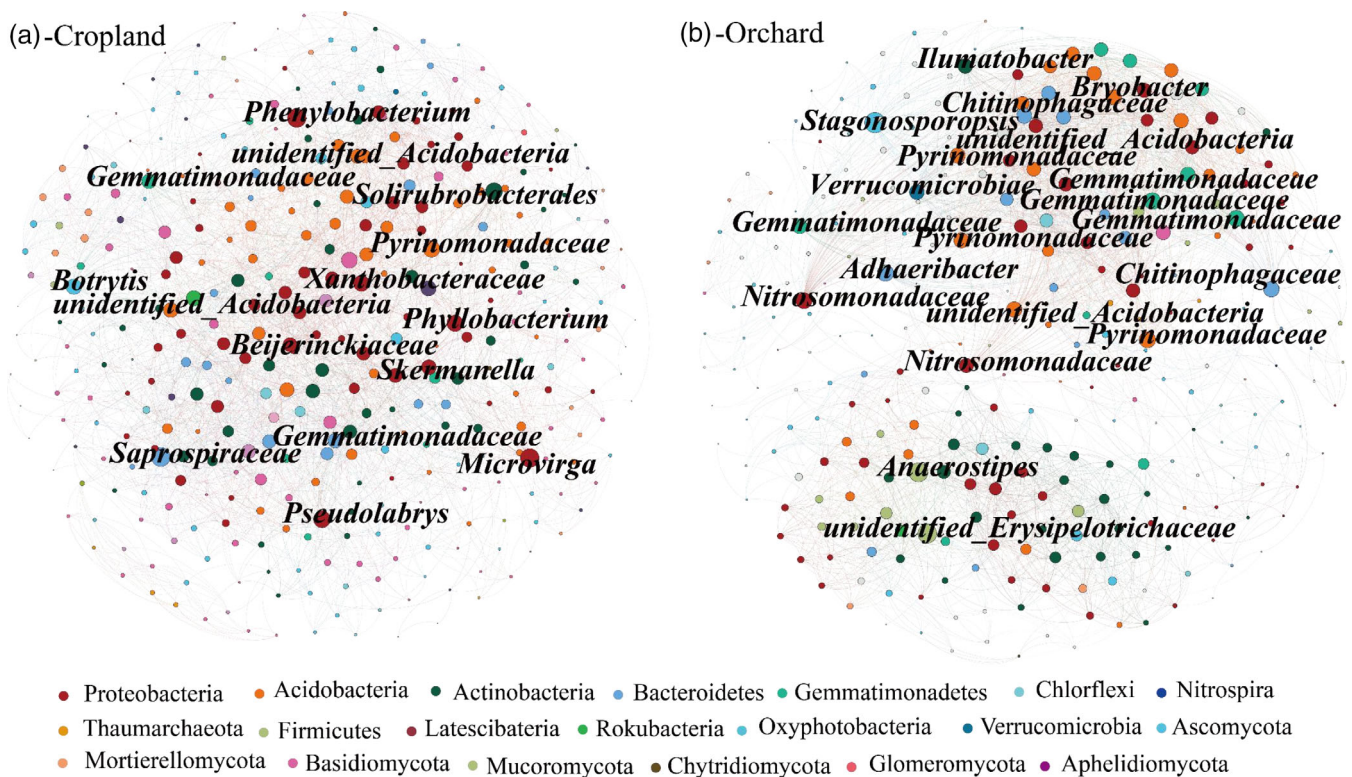 (a)-Cropland
Phenylobacterium
unidentified_Acidobacteria
Gemmatimonadaceae
Solirubrobacterales
Pyrinomonadaceae
Botrytis
Xanthobacteraceae
unidentified_Acidobacteria
Phyllobacterium
Beijerinckiaceae
Skermanella
Gemmatimonadaceae
Saprospiraceae
Microvirga
Pseudolabrys
(b)-Orchard
Ilumatobacter
Bryobacter
Chitinophagaceae
Stagonosporopsis
unidentified_Acidobacteria
Pyrinomonadaceae
Verrucomicrobiae
Gemmatimonadaceae
Gemmatimonadaceae
Gemmatimonadaceae
Gemmatimonadaceae
Pyrinomonadaceae
Adhaeribacter
Chitinophagaceae
Nitrosomonadaceae
unidentified_Acidobacteria
Pyrinomonadaceae
Nitrosomonadaceae
Anaerostipes
unidentified_Erysipelotrichaceae
Proteobacteria Acidobacteria Actinobacteria Bacteroidetes Gemmatimonadetes Chlorflexi Nitrospira
Thaumarchaeota Firmicutes Latescibateria Rokubacteria Oxyphotobacteria Verrucomicrobia Ascomycota
Mortierellomycota Basidiomycota Mucoromycota Chytridiomycota Glomeromycota Aphelidiomycota